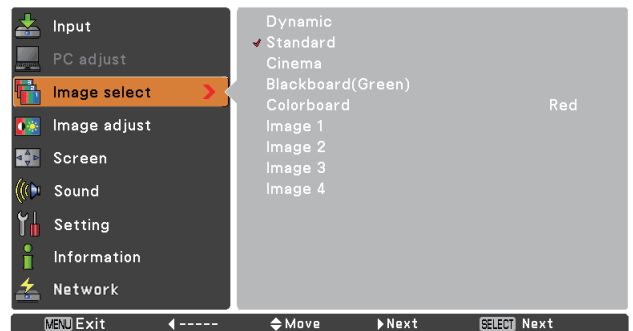 Input
PC adjust
Image select
Image adjust
Screen
Sound
Setting
Information
Network
Dynamic
Standard
Cinema
Blackboard(Green)
Colorboard Red
Image 1
Image 2
Image 3
Image 4
MENU Exit ----- Move Next SELECT Next